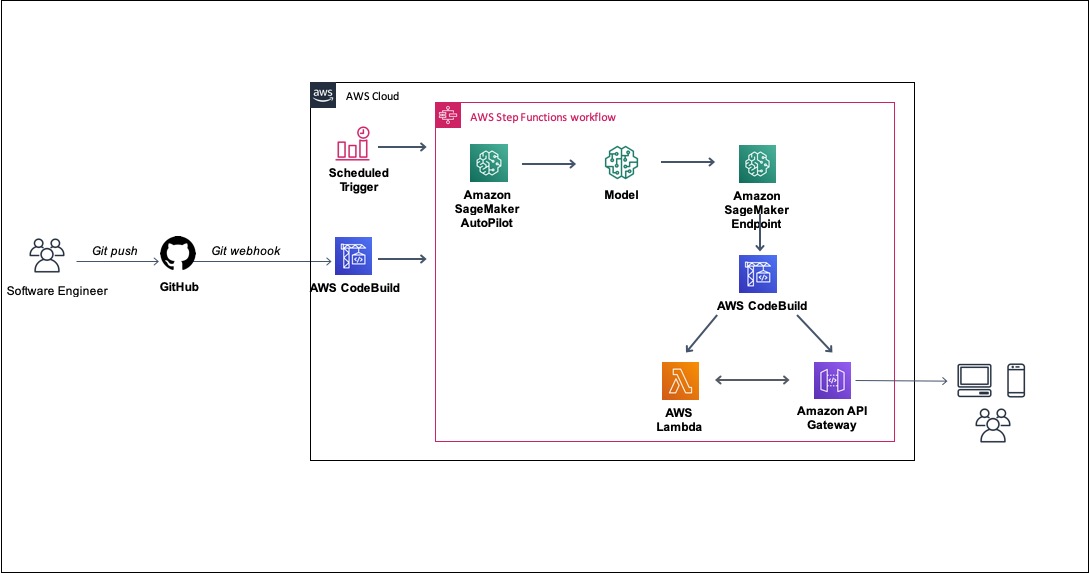 aws
AWS Cloud
AWS Step Functions workflow
Scheduled
Trigger
Amazon
SageMaker
AutoPilot
Model
Amazon
SageMaker
Endpoint
Git push
Git webhook
Software Engineer
GitHub
AWS CodeBuild
AWS CodeBuild
AWS
Lambda
Amazon API
Gateway